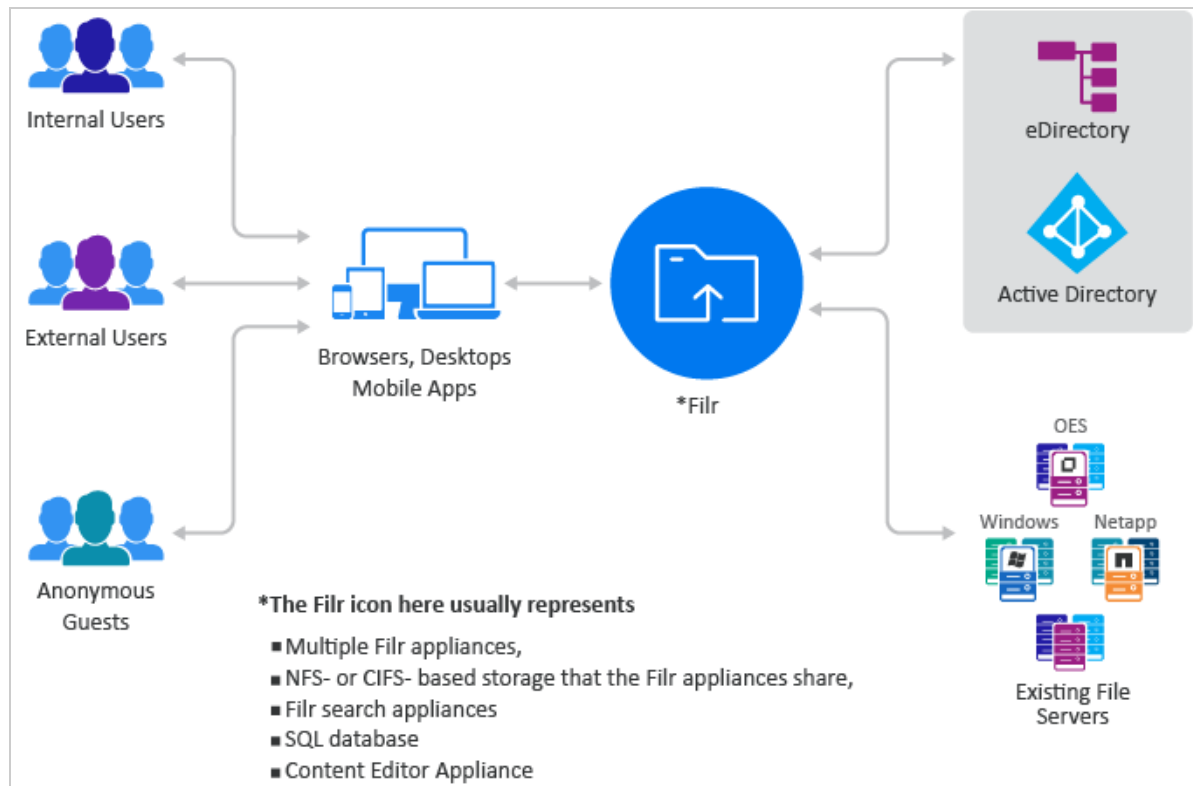 Internal Users
External Users
Anonymous
Guests
Browsers, Desktops
Mobile Apps
*Filr
eDirectory
Active Directory
OES
Windows
Netapp
Existing File
Servers
*The Filr icon here usually represents
■ Multiple Filr appliances,
■ NFS- or CIFS- based storage that the Filr appliances share,
■ Filr search appliances
■ SQL database
■ Content Editor Appliance